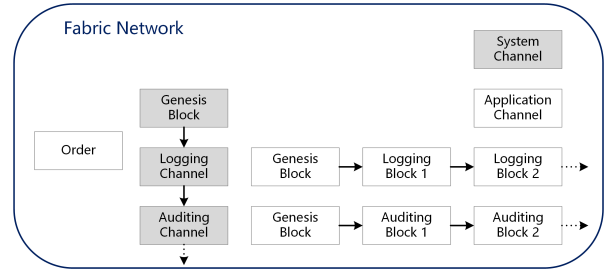 Fabric Network
System
Channel
Genesis
Block
Application
Channel
Order
Logging
Channel
Genesis
Block
Logging
Block 1
Logging
Block 2
Auditing
Channel
Genesis
Block
Auditing
Block 1
Auditing
Block 2